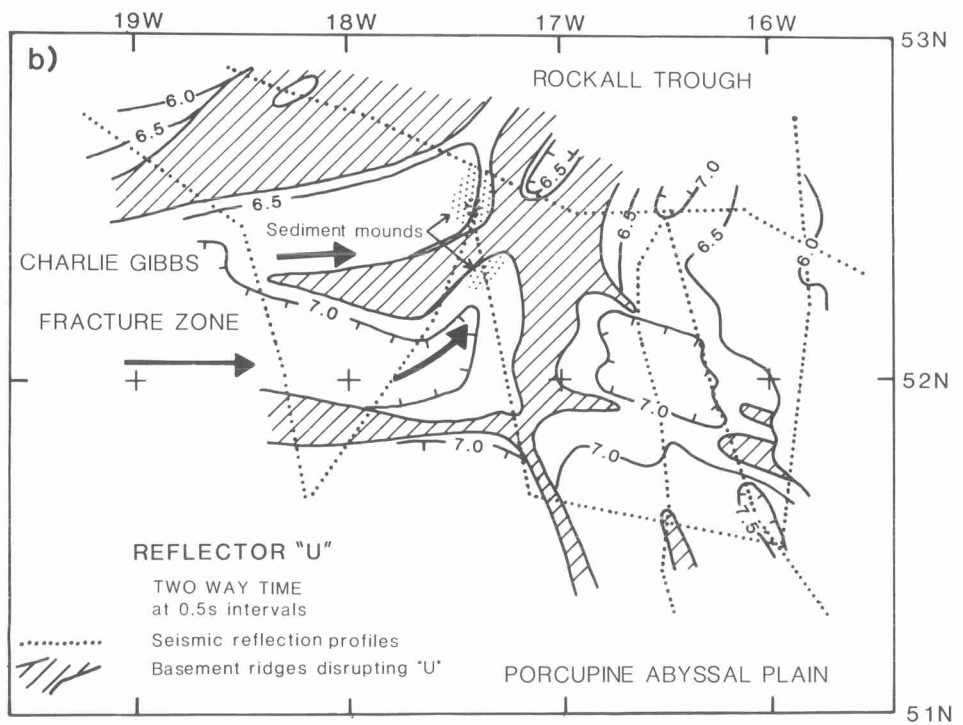 19W 18W 17W 16W
53N
b)
ROCKALL TROUGH
6.0
6.5
6.5
7.0
6.5
6.5
6.5
6.0
Sediment mounds
CHARLIE GIBBS
7.0
FRACTURE ZONE
52N
7.0
7.0
7.0
7.5
REFLECTOR "U"
TWO WAY TIME
at 0.5s intervals
Seismic reflection profiles
Basement ridges disrupting "U"
PORCUPINE ABYSSAL PLAIN
51N